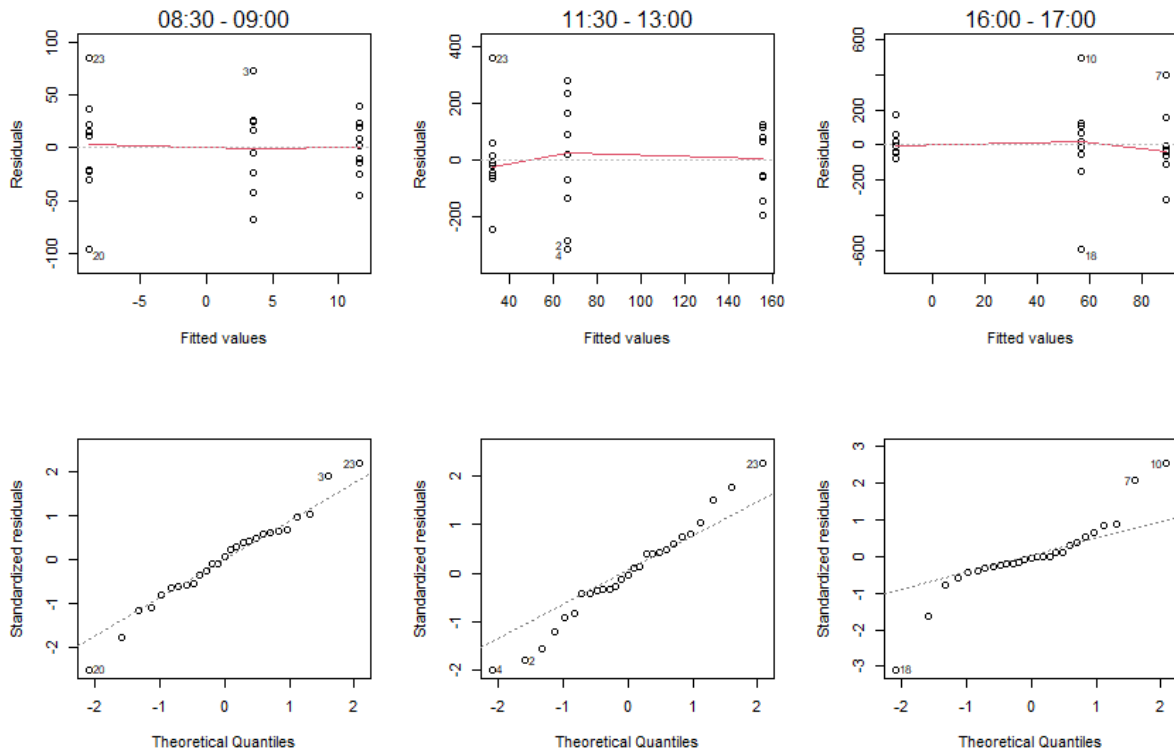 08:30 - 09:00
100
50
0
-50
-100
Residuals
23
3
20
-5 0 5 10
Fitted values
11:30 - 13:00
400
200
0
-200
Residuals
23
2
4
40 60 80 100 120 140 160
Fitted values
16:00 - 17:00
600
200
0
-200
-600
Residuals
10
7
18
0 20 40 60 80
Fitted values
2
1
0
-1
-2
Standardized residuals
3
23
20
-2 -1 0 1 2
Theoretical Quantiles
2
1
0
-1
-2
Standardized residuals
23
2
4
-2 -1 0 1 2
Theoretical Quantiles
3
2
1
0
-1
-3
Standardized residuals
10
7
18
-2 -1 0 1 2
Theoretical Quantiles